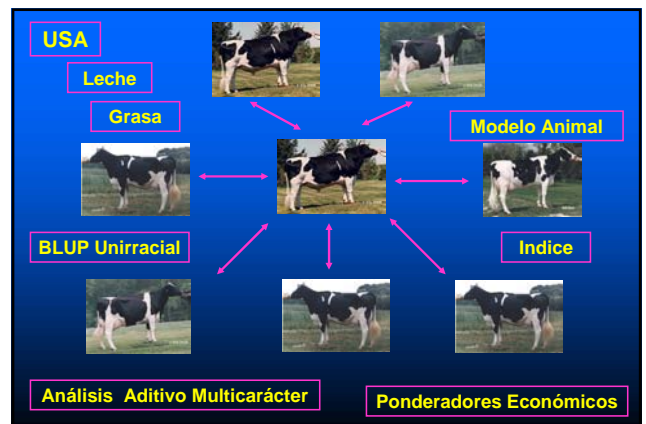 USA
Leche
Grasa
Modelo Animal
BLUP Unirracial
Indice
Análisis Aditivo Multicarácter
Ponderadores Económicos